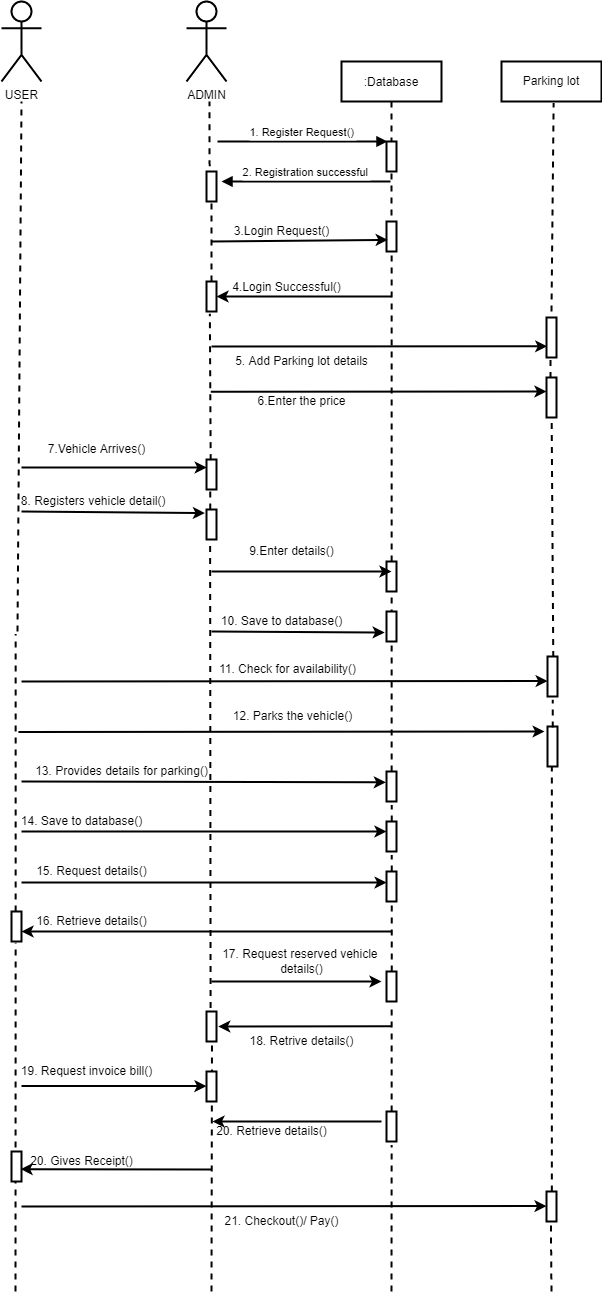 USER
ADMIN
:Database
Parking lot
1. Register Request()
2. Registration successful
3.Login Request()
4.Login Successful()
5. Add Parking lot details
6.Enter the price
7.Vehicle Arrives()
8. Registers vehicle detail()
9.Enter details()
10. Save to database()
11. Check for availability()
12. Parks the vehicle()
13. Provides details for parking()
14. Save to database()
15. Request details()
16. Retrieve details()
17. Request reserved vehicle
details()
18. Retrive details()
19. Request invoice bill()
20. Retrieve details()
20. Gives Receipt()
21. Checkout()/ Pay()